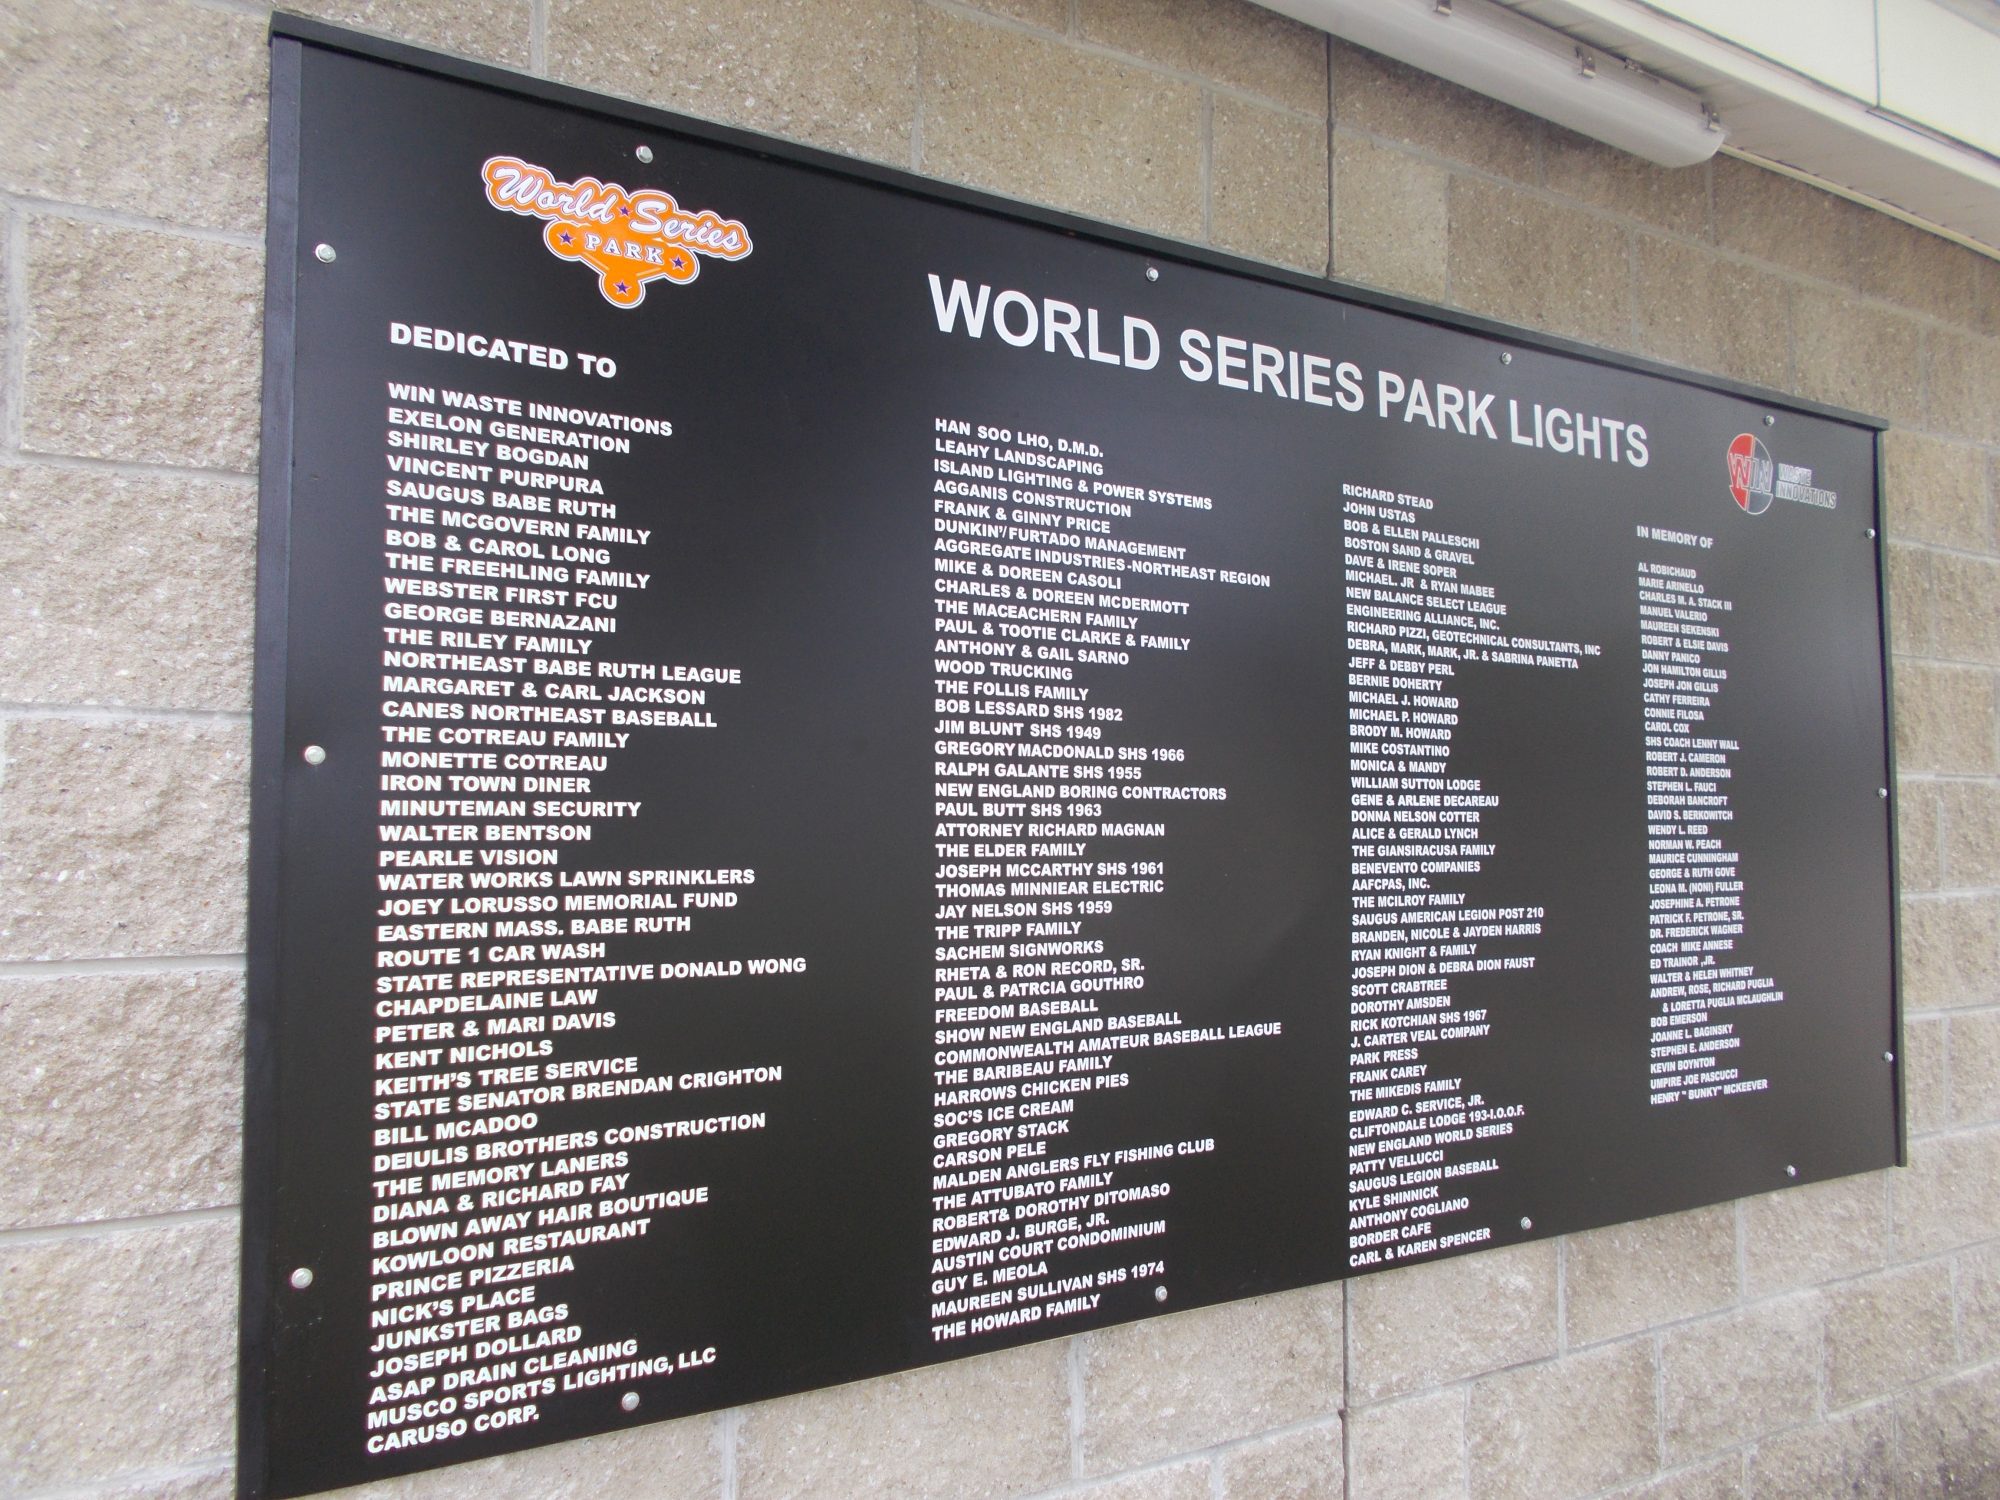 World Series
PARK
WORLD SERIES PARK LIGHTS
WIN WASTE
INNOVATIONS
DEDICATED TO
WIN WASTE INNOVATIONS
EXELON GENERATION
SHIRLEY BOGDAN
VINCENT PURPURA
SAUGUS BABE RUTH
THE MCGOVERN FAMILY
BOB & CAROL LONG
THE FREEHLING FAMILY
WEBSTER FIRST FCU
GEORGE BERNAZANI
THE RILEY FAMILY
NORTHEAST BABE RUTH LEAGUE
MARGARET & CARL JACKSON
CANES NORTHEAST BASEBALL
THE COTREAU FAMILY
MONETTE COTREAU
IRON TOWN DINER
MINUTEMAN SECURITY
WALTER BENTSON
PEARLE VISION
WATER WORKS LAWN SPRINKLERS
JOEY LORUSSO MEMORIAL FUND
EASTERN MASS. BABE RUTH
ROUTE 1 CAR WASH
STATE REPRESENTATIVE DONALD WONG
CHAPDELAINE LAW
PETER & MARI DAVIS
KENT NICHOLS
KEITH'S TREE SERVICE
STATE SENATOR BRENDAN CRIGHTON
BILL MCADOO
DEIULIS BROTHERS CONSTRUCTION
THE MEMORY LANERS
DIANA & RICHARD FAY
BLOWN AWAY HAIR BOUTIQUE
KOWLOON RESTAURANT
PRINCE PIZZERIA
NICK'S PLACE
JUNKSTER BAGS
JOSEPH DOLLARD
ASAP DRAIN CLEANING
MUSCO SPORTS LIGHTING, LLC
CARUSO CORP.
HAN SOO LHO, D.M.D.
LEAHY LANDSCAPING
ISLAND LIGHTING & POWER SYSTEMS
AGGANIS CONSTRUCTION
FRANK & GINNY PRICE
DUNKIN'/FURTADO MANAGEMENT
AGGREGATE INDUSTRIES-NORTHEAST REGION
MIKE & DOREEN CASOLI
CHARLES & DOREEN MCDERMOTT
THE MACEACHERN FAMILY
PAUL & TOOTIE CLARKE & FAMILY
ANTHONY & GAIL SARNO
WOOD TRUCKING
THE FOLLIS FAMILY
BOB LESSARD SHS 1982
JIM BLUNT SHS 1949
GREGORY MACDONALD SHS 1966
RALPH GALANTE SHS 1955
NEW ENGLAND BORING CONTRACTORS
PAUL BUTT SHS 1963
ATTORNEY RICHARD MAGNAN
THE ELDER FAMILY
JOSEPH MCCARTHY SHS 1961
THOMAS MINNIEAR ELECTRIC
JAY NELSON SHS 1959
THE TRIPP FAMILY
SACHEM SIGNWORKS
RHETA & RON RECORD, SR.
PAUL & PATRCIA GOUTHRO
FREEDOM BASEBALL
SHOW NEW ENGLAND BASEBALL
COMMONWEALTH AMATEUR BASEBALL LEAGUE
THE BARIBEAU FAMILY
HARROWS CHICKEN PIES
SOC'S ICE CREAM
GREGORY STACK
CARSON PELE
MALDEN ANGLERS FLY FISHING CLUB
THE ATTUBATO FAMILY
ROBERT& DOROTHY DITOMASO
EDWARD J. BURGE, JR.
AUSTIN COURT CONDOMINIUM
GUY E. MEOLA
MAUREEN SULLIVAN SHS 1974
THE HOWARD FAMILY
RICHARD STEAD
JOHN USTAS
BOB & ELLEN PALLESCHI
BOSTON SAND & GRAVEL
DAVE & IRENE SOPER
MICHAEL. JR & RYAN MABEE
NEW BALANCE SELECT LEAGUE
ENGINEERING ALLIANCE, INC.
RICHARD PIZZI, GEOTECHNICAL CONSULTANTS, INC
DEBRA, MARK, MARK, JR. & SABRINA PANETTA
JEFF & DEBBY PERL
BERNIE DOHERTY
MICHAEL J. HOWARD
MICHAEL P. HOWARD
BRODY M. HOWARD
MIKE COSTANTINO
MONICA & MANDY
WILLIAM SUTTON LODGE
GENE & ARLENE DECAREAU
DONNA NELSON COTTER
ALICE & GERALD LYNCH
THE GIANSIRACUSA FAMILY
BENEVENTO COMPANIES
AAFCPAS, INC.
THE MCILROY FAMILY
SAUGUS AMERICAN LEGION POST 210
BRANDEN, NICOLE & JAYDEN HARRIS
RYAN KNIGHT & FAMILY
JOSEPH DION & DEBRA DION FAUST
SCOTT CRABTREE
DOROTHY AMSDEN
RICK KOTCHIAN SHS 1967
J. CARTER VEAL COMPANY
PARK PRESS
FRANK CAREY
THE MIKEDIS FAMILY
EDWARD C. SERVICE, JR.
CLIFTONDALE LODGE 193-I.O.O.F.
NEW ENGLAND WORLD SERIES
PATTY VELLUCCI
SAUGUS LEGION BASEBALL
KYLE SHINNICK
ANTHONY COGLIANO
BORDER CAFE
CARL & KAREN SPENCER
IN MEMORY OF
AL ROBICHAUD
MARIE ARINELLO
CHARLES M. A. STACK III
MANUEL VALERIO
MAUREEN SEKENSKI
ROBERT & ELSIE DAVIS
DANNY PANICO
JON HAMILTON GILLIS
JOSEPH JON GILLIS
CATHY FERREIRA
CONNIE FILOSA
CAROL COX
SHS COACH LENNY WALL
ROBERT J. CAMERON
ROBERT D. ANDERSON
STEPHEN L. FAUCI
DEBORAH BANCROFT
DAVID S. BERKOWITCH
WENDY L. REED
NORMAN W. PEACH
MAURICE CUNNINGHAM
GEORGE & RUTH GOVE
LEONA M. (NONI) FULLER
JOSEPHINE A. PETRONE
PATRICK F. PETRONE, SR.
DR. FREDERICK WAGNER
COACH MIKE ANNESE
ED TRAINOR ,JR.
WALTER & HELEN WHITNEY
ANDREW, ROSE, RICHARD PUGLIA
& LORETTA PUGLIA MCLAUGHLIN
BOB EMERSON
JOANNE L. BAGINSKY
STEPHEN E. ANDERSON
KEVIN BOYNTON
UMPIRE JOE PASCUCCI
HENRY " BUNKY" MCKEEVER